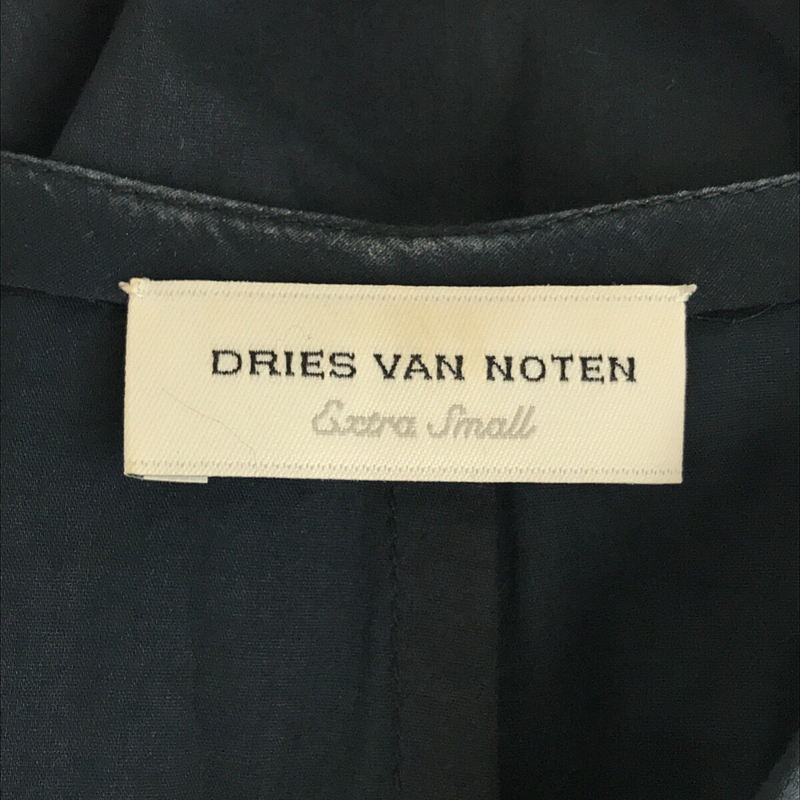 DRIES VAN NOTEN
Extra Small